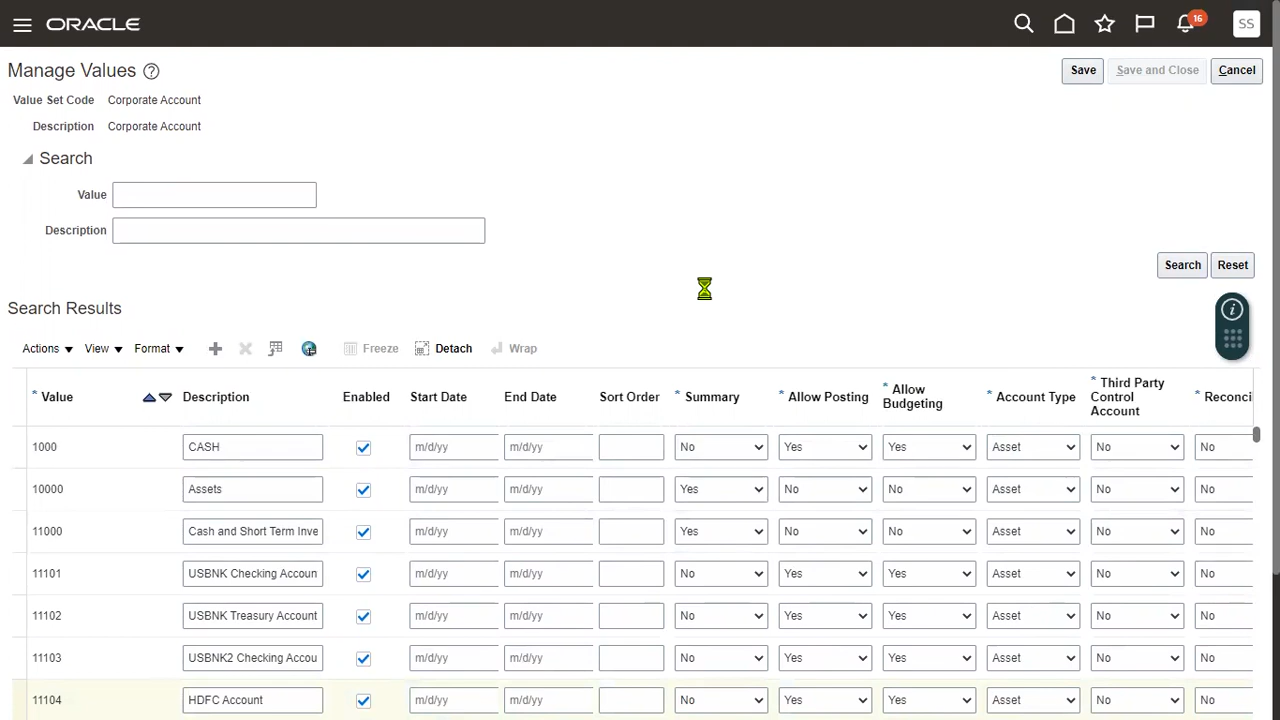 ORACLE
16
SS
Manage Values
Save
Save and Close
Cancel
Value Set Code Corporate Account
Description Corporate Account
Search
Value
Description
Search
Reset
Search Results
Actions View Format Freeze Detach Wrap
* Value Description Enabled Start Date End Date Sort Order * Summary * Allow Posting * Allow Budgeting * Account Type * Third Party Control Account * Reconci
1000 CASH m/d/yy m/d/yy No Yes Yes Asset No No
10000 Assets m/d/yy m/d/yy Yes No No Asset No No
11000 Cash and Short Term Inve m/d/yy m/d/yy Yes No No Asset No No
11101 USBNK Checking Accoun m/d/yy m/d/yy No Yes Yes Asset No No
11102 USBNK Treasury Account m/d/yy m/d/yy No Yes Yes Asset No No
11103 USBNK2 Checking Accou m/d/yy m/d/yy No Yes Yes Asset No No
11104 HDFC Account m/d/yy m/d/yy No Yes Yes Asset No No